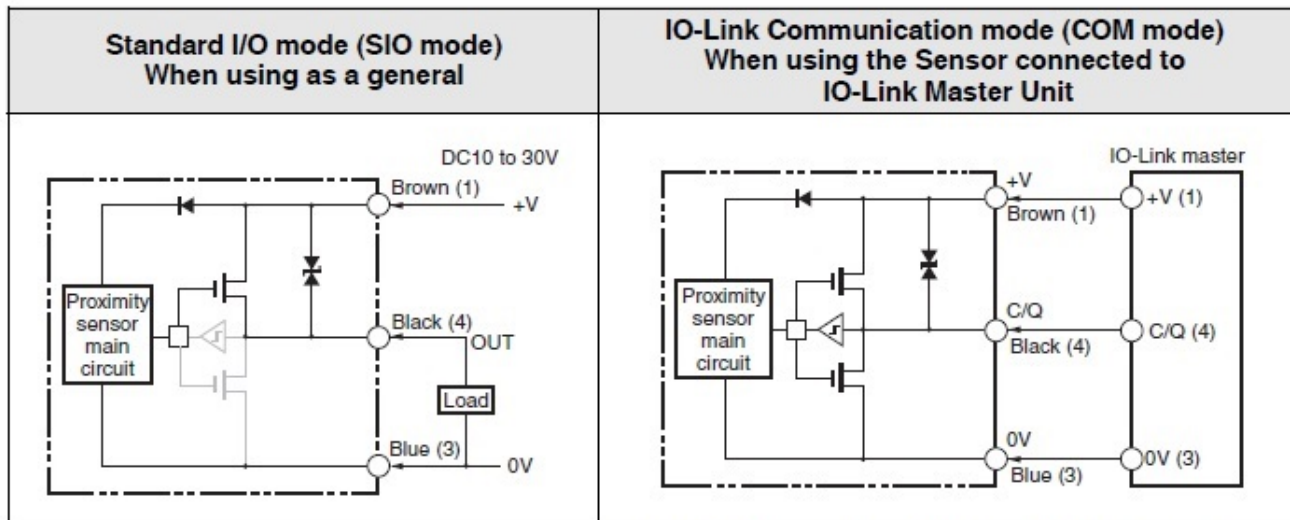 Standard I/O mode (SIO mode)
When using as a general
IO-Link Communication mode (COM mode)
When using the Sensor connected to
IO-Link Master Unit
DC10 to 30V
Brown (1)
+V
Proximity
sensor
main
circuit
Black (4)
OUT
Load
Blue (3)
0V
IO-Link master
+V
Brown (1)
+V (1)
Proximity
sensor
main
circuit
C/Q
Black (4)
C/Q (4)
0V
Blue (3)
0V (3)